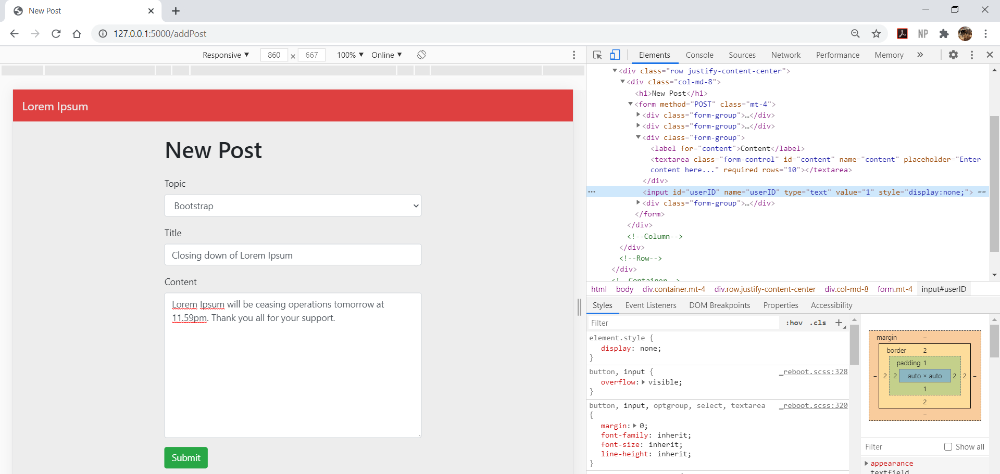 New Post
127.0.0.1:5000/addPost
NP
Responsive ▼ 860 × 667 100% ▼ Online ▼
Elements Console Sources Network Performance Memory »
Lorem Ipsum
New Post
Topic
Bootstrap
Title
Closing down of Lorem Ipsum
Content
Lorem Ipsum will be ceasing operations tomorrow at
11.59pm. Thank you all for your support.
Submit
▼<div class="row justify-content-center">
▼<div class="col-md-8">
<h1>New Post</h1>
▼<form method="POST" class="mt-4">
▶<div class="form-group">…</div>
▶<div class="form-group">…</div>
▼<div class="form-group">
<label for="content">Content</label>
<textarea class="form-control" id="content" name="content" placeholder="Enter
content here..." required rows="10"></textarea>
</div>
<input id="userID" name="userID" type="text" value="1" style="display:none;"> ==
▶<div class="form-group">…</div>
</form>
</div>
<!--Column-->
</div>
<!--Row-->
</div>
<!--Container-->
html body div.container.mt-4 div.row.justify-content-center div.col-md-8 form.mt-4 input#userID
Styles Event Listeners DOM Breakpoints Properties Accessibility
Filter :hov .cls +
element.style {
display: none;
}
button, input { _reboot.scss:328
overflow:▶ visible;
}
button, input, optgroup, select, textarea _reboot.scss:320
{
margin:▶ 0;
font-family: inherit;
font-size: inherit;
line-height: inherit;
}
margin –
border 2
padding 1
– 2 2 auto × auto 2 2 –
1
2
–
Filter Show all
▶ appearance
textfield